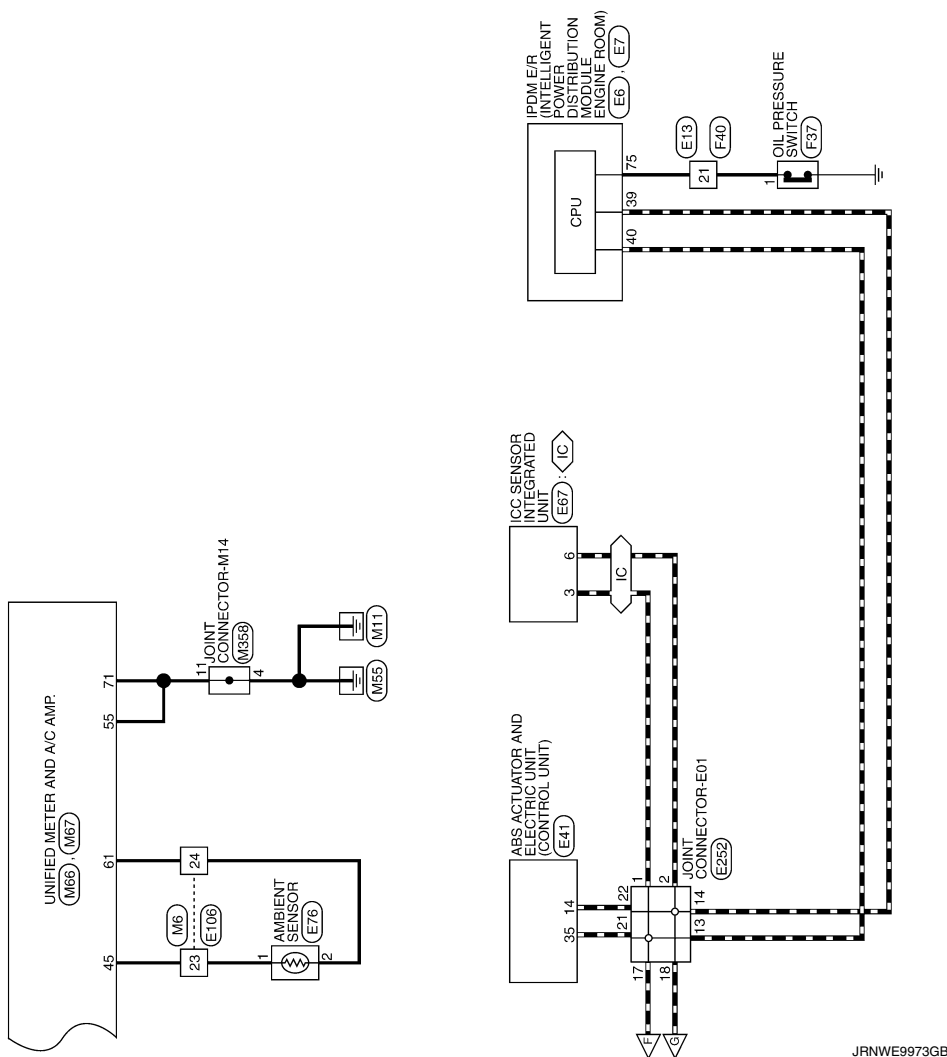 UNIFIED METER AND A/C AMP.
M66 , M67
45
61
55
71
M6
E106
23
24
AMBIENT
SENSOR
E76
1
2
11
JOINT
CONNECTOR-M14
M358
4
M55
M11
ABS ACTUATOR AND
ELECTRIC UNIT
(CONTROL UNIT)
E41
35
14
21
22
17
18
1
2
13
14
F
G
JOINT
CONNECTOR-E01
E252
ICC SENSOR
INTEGRATED
UNIT
E67 : IC
3
6
IC
IPDM E/R
(INTELLIGENT
POWER
DISTRIBUTION
MODULE
ENGINE ROOM)
E6 , E7
CPU
40
39
75
E13
F40
21
OIL PRESSURE
SWITCH
F37
1
JRNWE9973GB